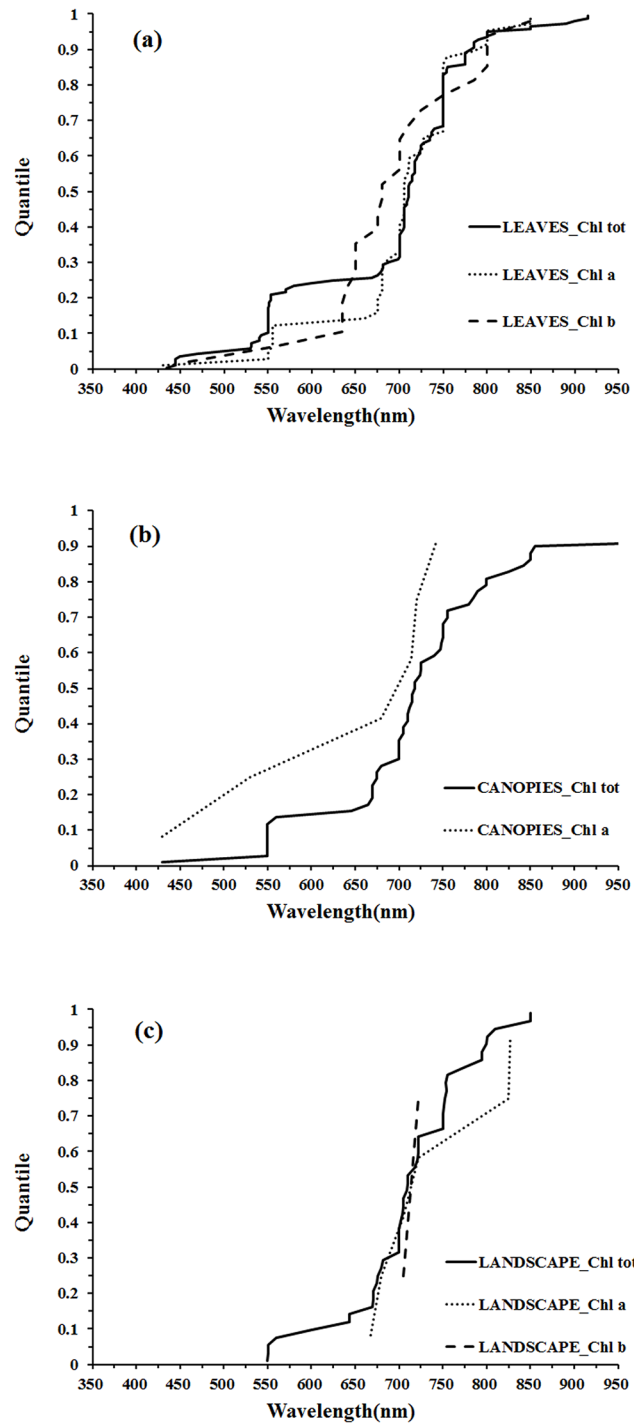 (a)
Quantile
1
0.9
0.8
0.7
0.6
0.5
0.4
0.3
0.2
0.1
0
LEAVES_Chl tot
LEAVES_Chl a
LEAVES_Chl b
350 400 450 500 550 600 650 700 750 800 850 900 950
Wavelength(nm)
(b)
Quantile
1
0.9
0.8
0.7
0.6
0.5
0.4
0.3
0.2
0.1
0
CANOPIES_Chl tot
CANOPIES_Chl a
350 400 450 500 550 600 650 700 750 800 850 900 950
Wavelength(nm)
(c)
Quantile
1
0.9
0.8
0.7
0.6
0.5
0.4
0.3
0.2
0.1
0
LANDSCAPE_Chl tot
LANDSCAPE_Chl a
LANDSCAPE_Chl b
350 400 450 500 550 600 650 700 750 800 850 900 950
Wavelength(nm)